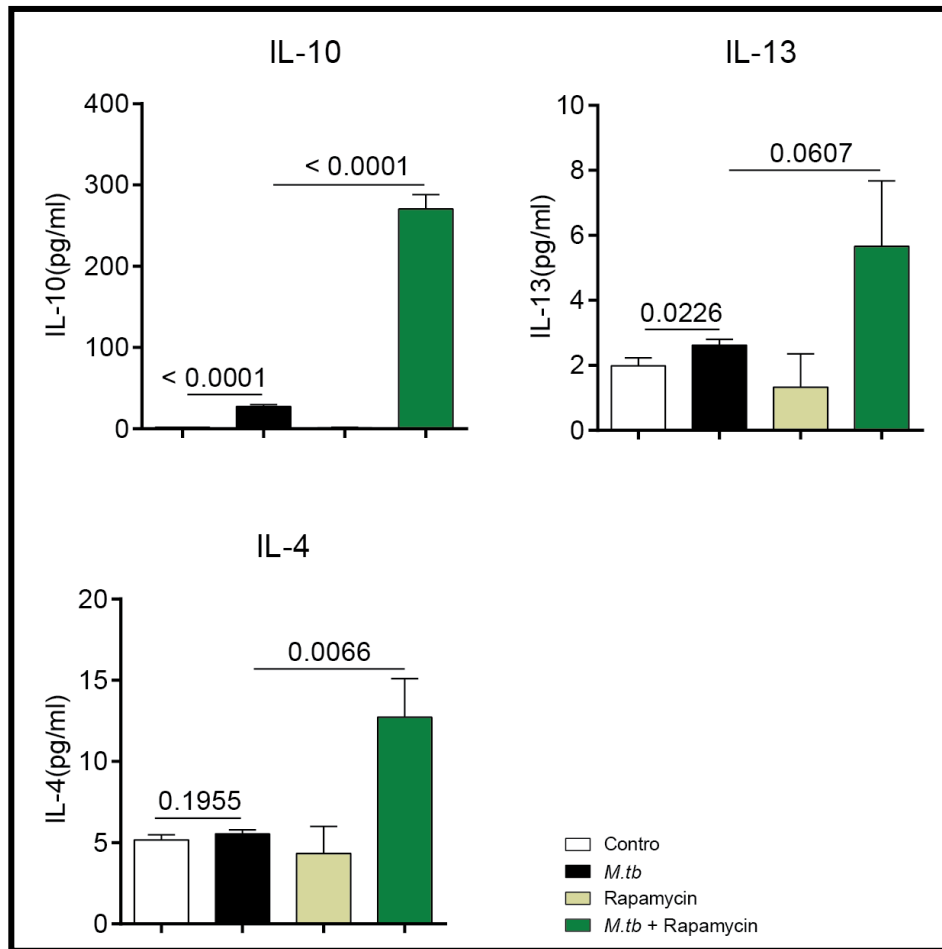 IL-10
400
300
200
100
0
IL-10(pg/ml)
< 0.0001
< 0.0001
IL-13
10
8
6
4
2
0
IL-13(pg/ml)
0.0607
0.0226
IL-4
20
15
10
5
0
IL-4(pg/ml)
0.0066
0.1955
Contro
M.tb
Rapamycin
M.tb + Rapamycin